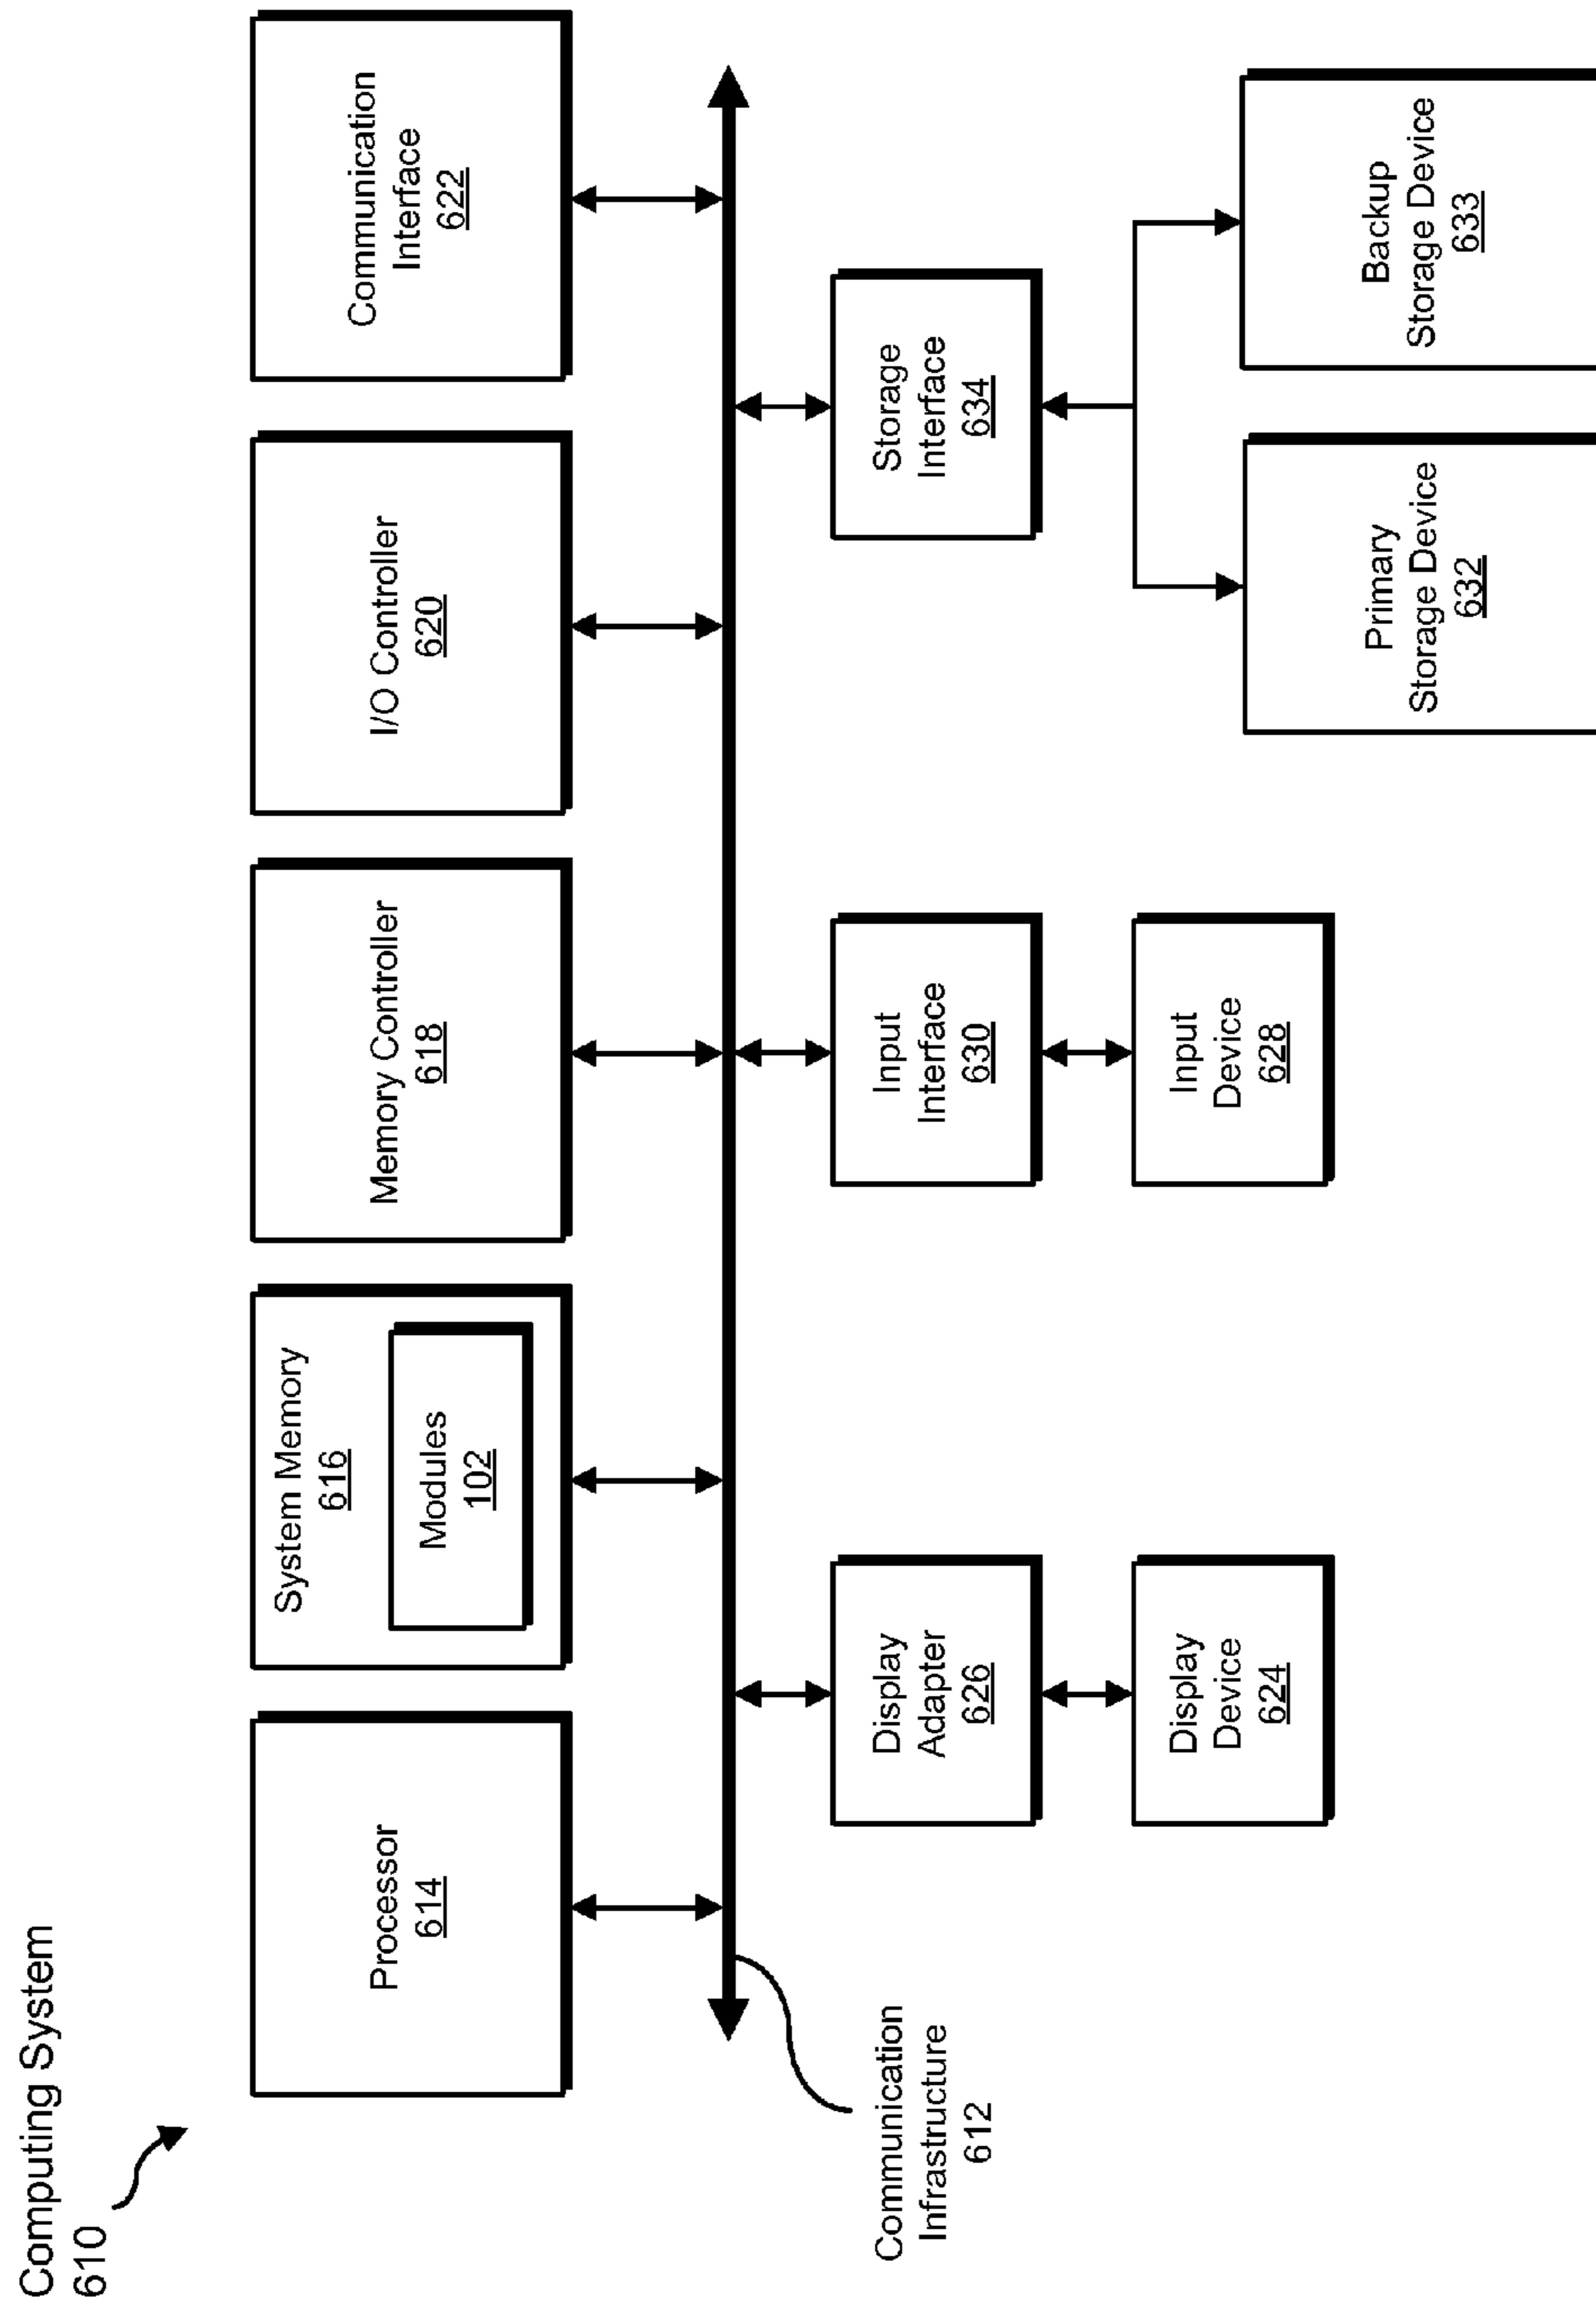 Computing System
610
Processor
614
System Memory
616
Modules
102
Memory Controller
618
I/O Controller
620
Communication
Interface
622
Communication
Infrastructure
612
Display
Adapter
626
Input
Interface
630
Storage
Interface
634
Display
Device
624
Input
Device
628
Primary
Storage Device
632
Backup
Storage Device
633